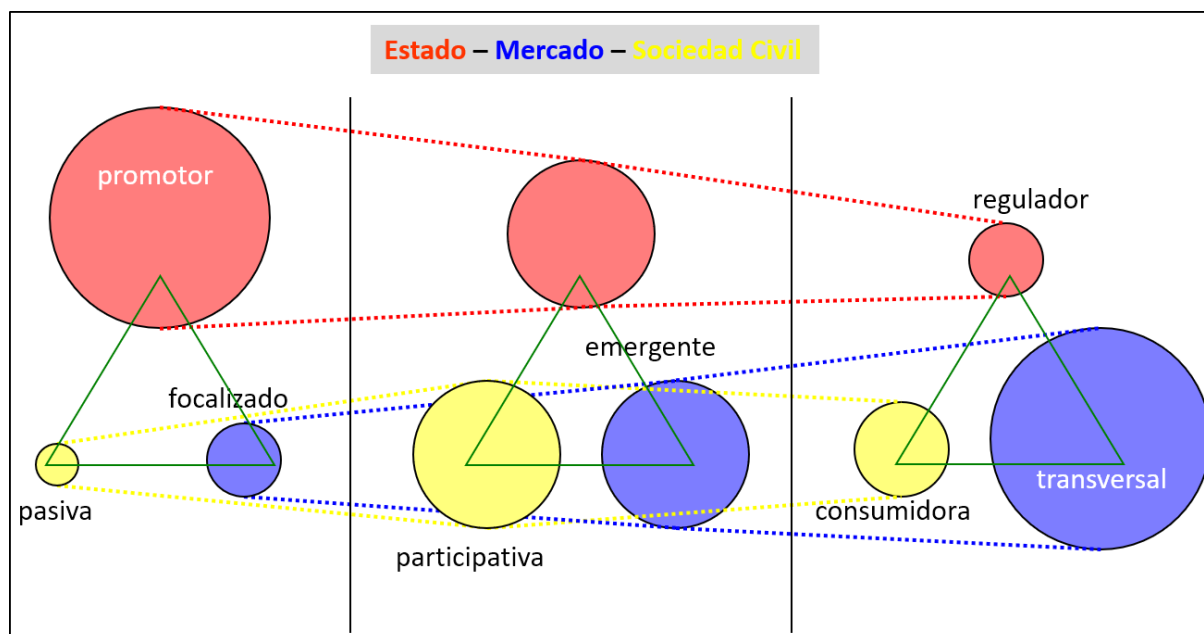 Estado – Mercado – Sociedad Civil
promotor
focalizado
pasiva
emergente
participativa
regulador
transversal
consumidora